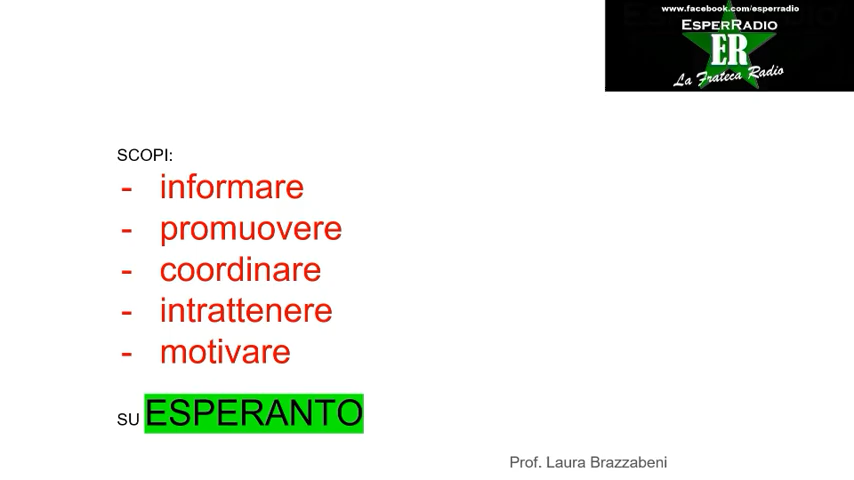 www.facebook.com/esperradio
ESPERRADIO
ER
La Frateca Radio
SCOPI:
- informare
- promuovere
- coordinare
- intrattenere
- motivare
SU ESPERANTO
Prof. Laura Brazzabeni